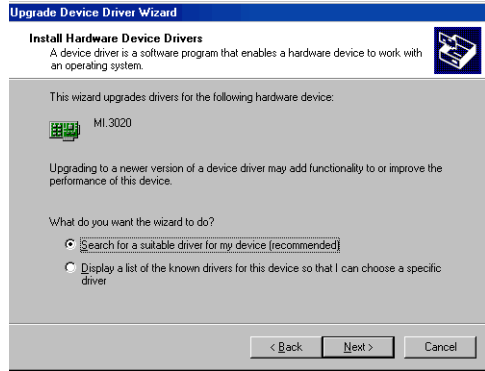 Upgrade Device Driver Wizard
Install Hardware Device Drivers
A device driver is a software program that enables a hardware device to work with
an operating system.
This wizard upgrades drivers for the following hardware device:
MI.3020
Upgrading to a newer version of a device driver may add functionality to or improve the
performance of this device.
What do you want the wizard to do?
Search for a suitable driver for my device (recommended)
Display a list of the known drivers for this device so that I can choose a specific
driver
< Back
Next >
Cancel